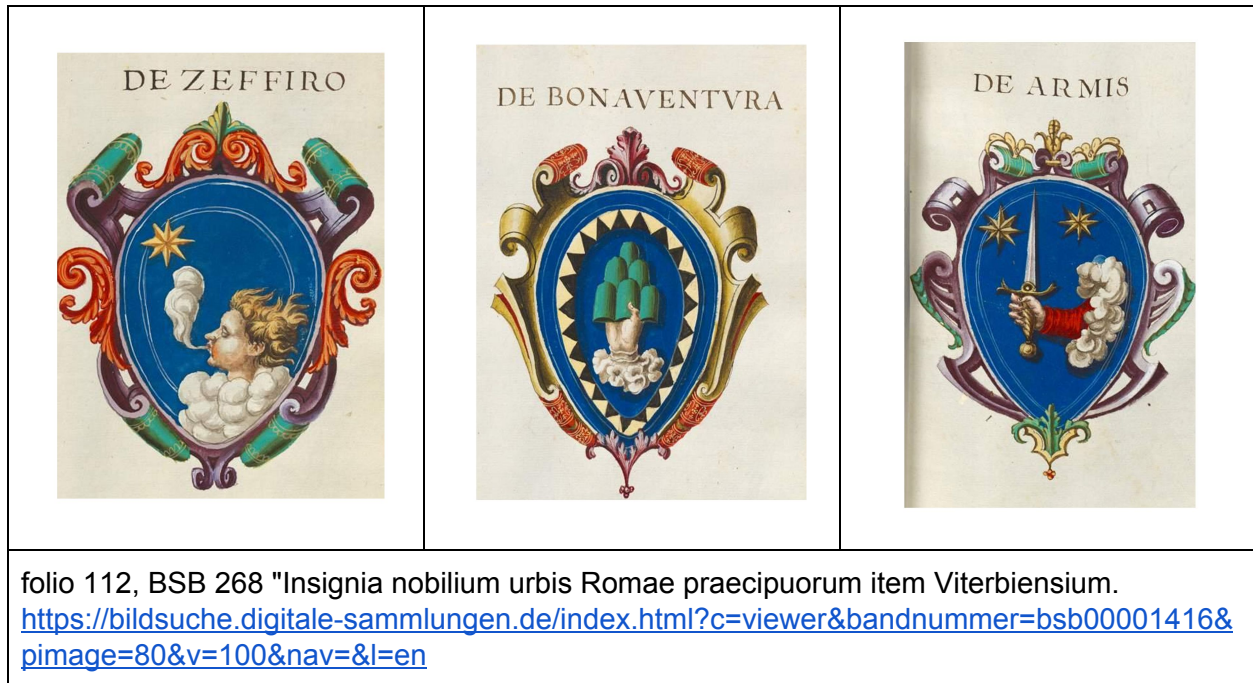 DE ZEFFIRO
DE BONAVENTVRA
DE ARMIS
folio 112, BSB 268 "Insignia nobilium urbis Romae praecipuorum item Viterbiensium.
https://bildsuche.digitale-sammlungen.de/index.html?c=viewer&bandnummer=bsb00001416&
pimage=80&v=100&nav=&l=en